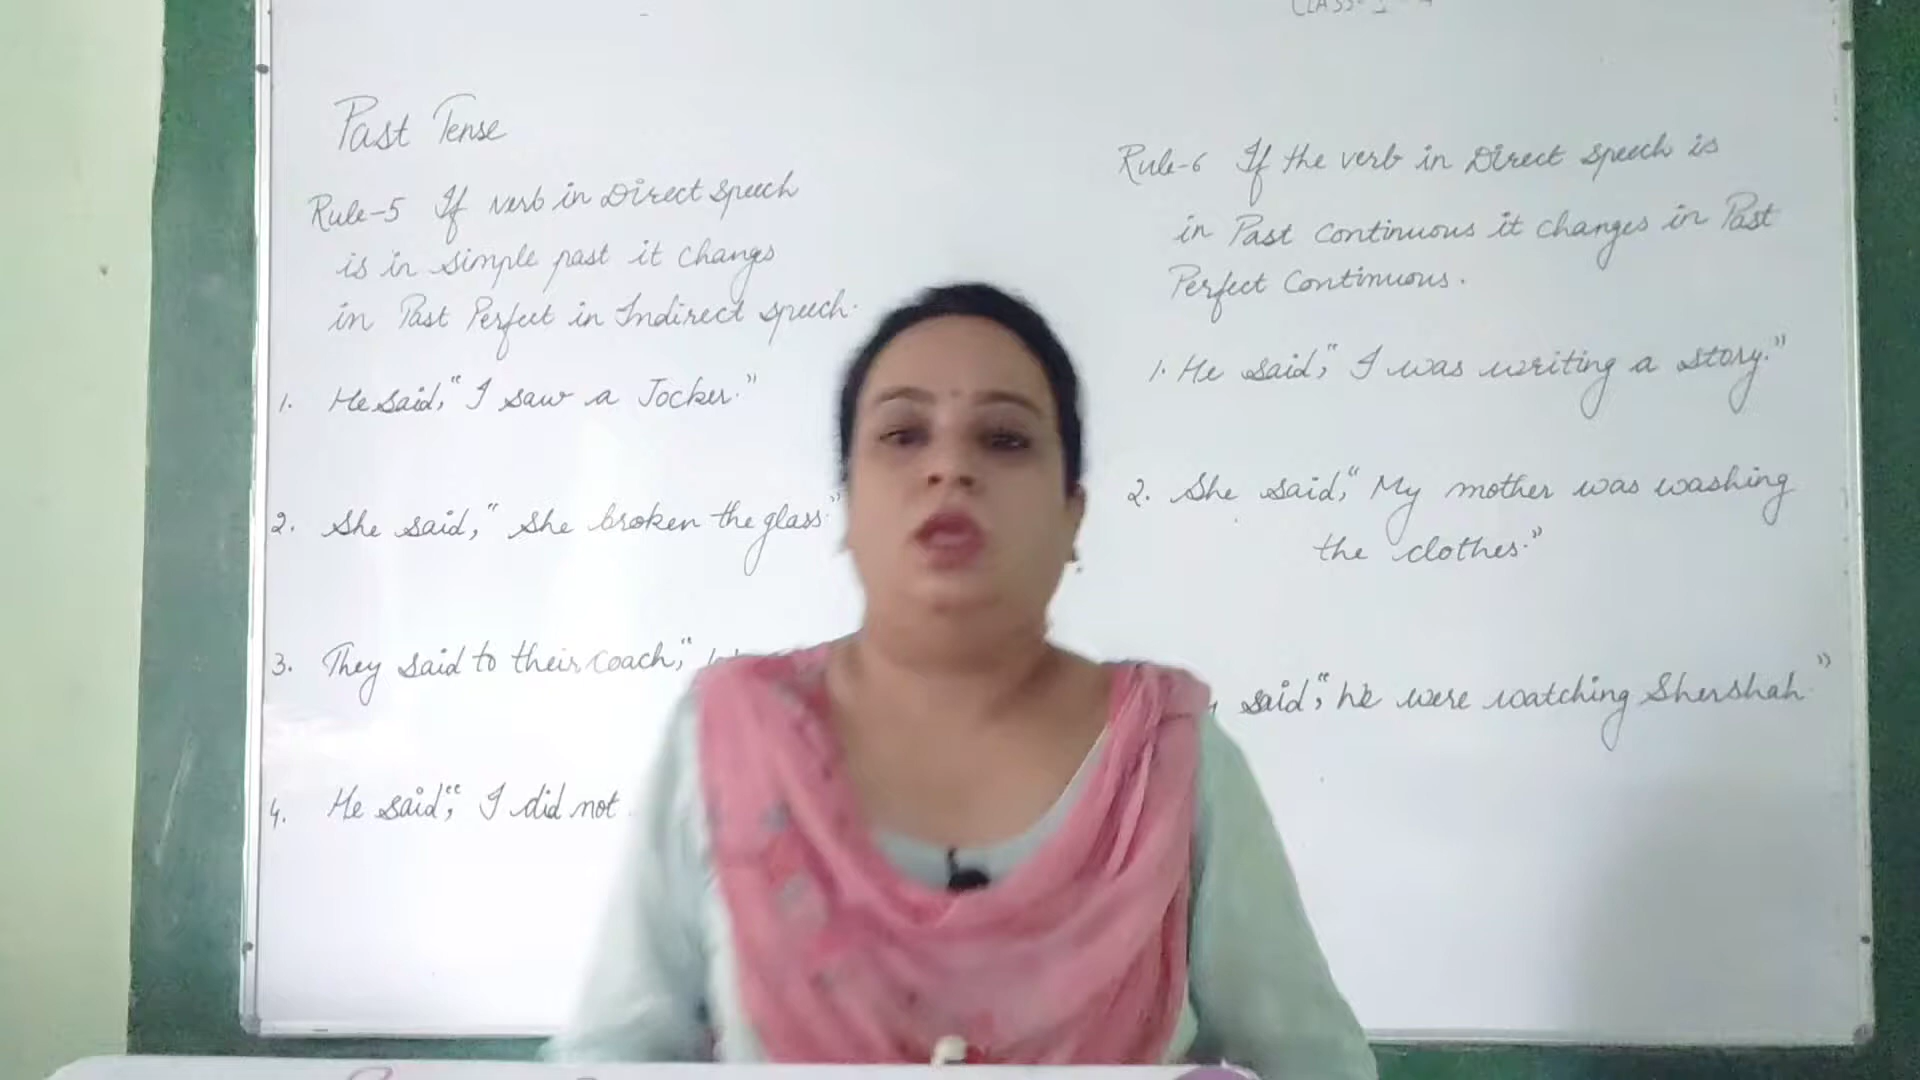 Past Tense
Rule-5 If verb in Direct speech
is in simple past it changs
in Past Perfect in Indirect speech.
1. He said, "I saw a Jocker."
2. She said, "she broken the glass."
3. They said to their coach, "
4. He said, "I did not
Rule-6 If the verb in Direct speech is
in Past Continuous it changes in Past
Perfect Continuous.
1. He said, "I was writing a story."
2. She said, "My mother was washing
the clothes."
said, "We were watching Shershah"